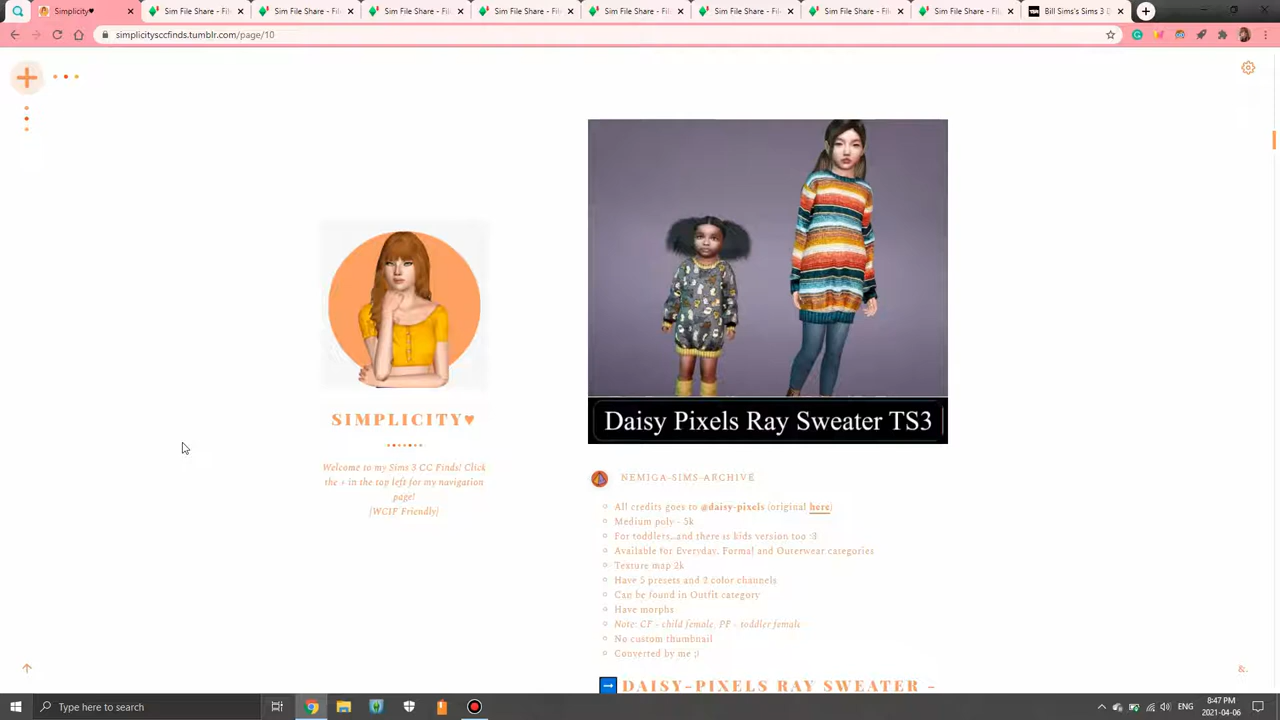 Simplicity♥
Sim File Share - Fil
Sim File Share - Fil
Sim File Share - Fil
Sim File Share - Fil
Sim File Share - Fil
Sim File Share - Fil
Sim File Share - Fil
Sim File Share - Fil
TSR
Bill Sims's Sims 3 D
simplicityccfinds.tumblr.com/page/10
Daisy Pixels Ray Sweater TS3
SIMPLICITY♥
Welcome to my Sims 3 CC Finds! Click
the + in the top left for my navigation
page!
{WCIF Friendly}
NEMIGA-SIMS-ARCHIVE
All credits goes to @daisy-pixels (original here)
Medium poly - 5k
For toddlers...and there is kids version too :3
Available for Everyday, Formal and Outerwear categories
Texture map 2k
Have 5 presets and 2 color channels
Can be found in Outfit category
Have morphs
Note: CF - child female, PF - toddler female
No custom thumbnail
Converted by me ;)
DAISY-PIXELS RAY SWEATER -
&.
Type here to search
ENG
8:47 PM
2021-04-06